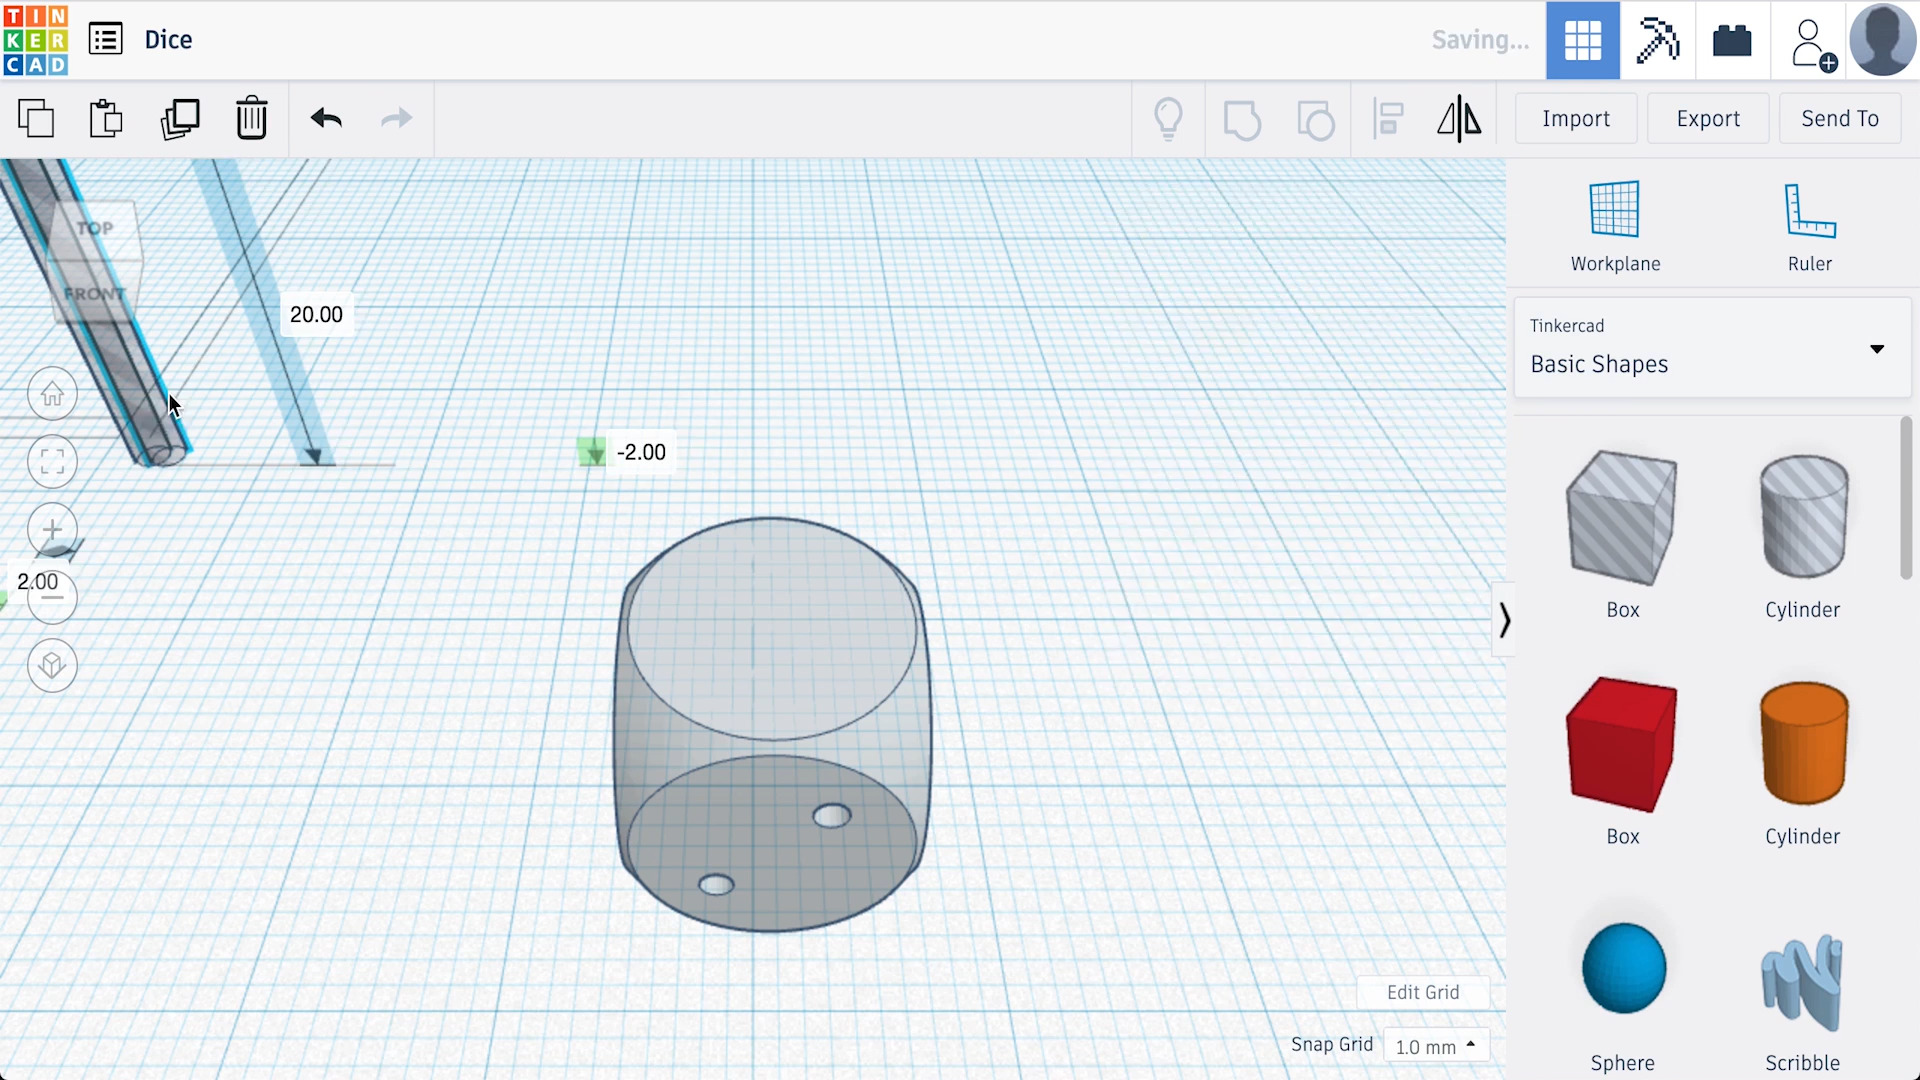 TIN
KER
CAD
Dice
Saving...
Import
Export
Send To
TOP
FRONT
20.00
-2.00
2.00
Workplane
Ruler
Tinkercad
Basic Shapes
Box
Cylinder
Box
Cylinder
Sphere
Scribble
Edit Grid
Snap Grid
1.0 mm